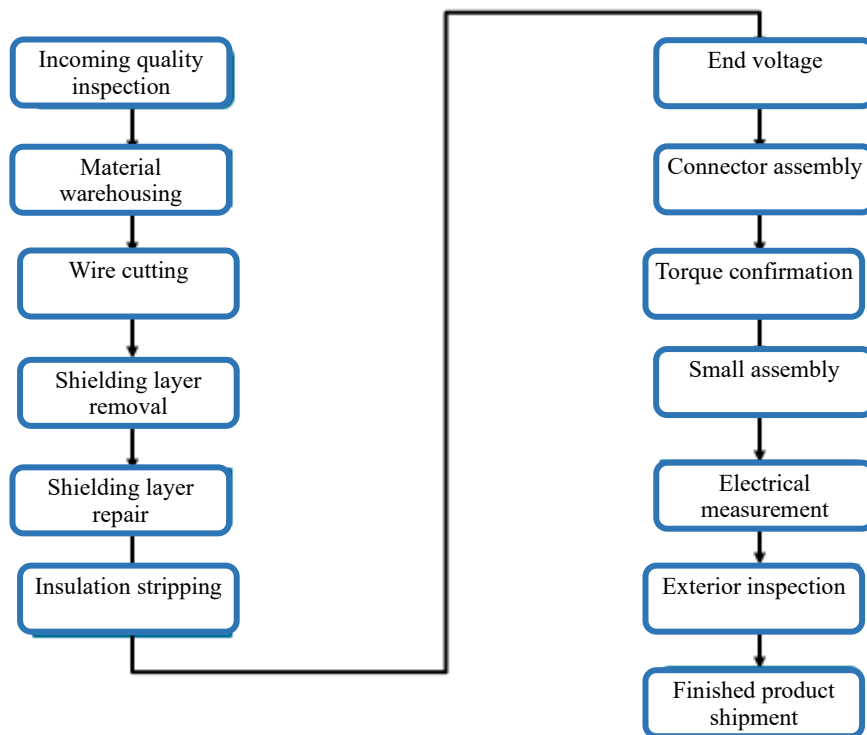 Incoming quality
inspection
Material
warehousing
Wire cutting
Shielding layer
removal
Shielding layer
repair
Insulation stripping
End voltage
Connector assembly
Torque confirmation
Small assembly
Electrical
measurement
Exterior inspection
Finished product
shipment